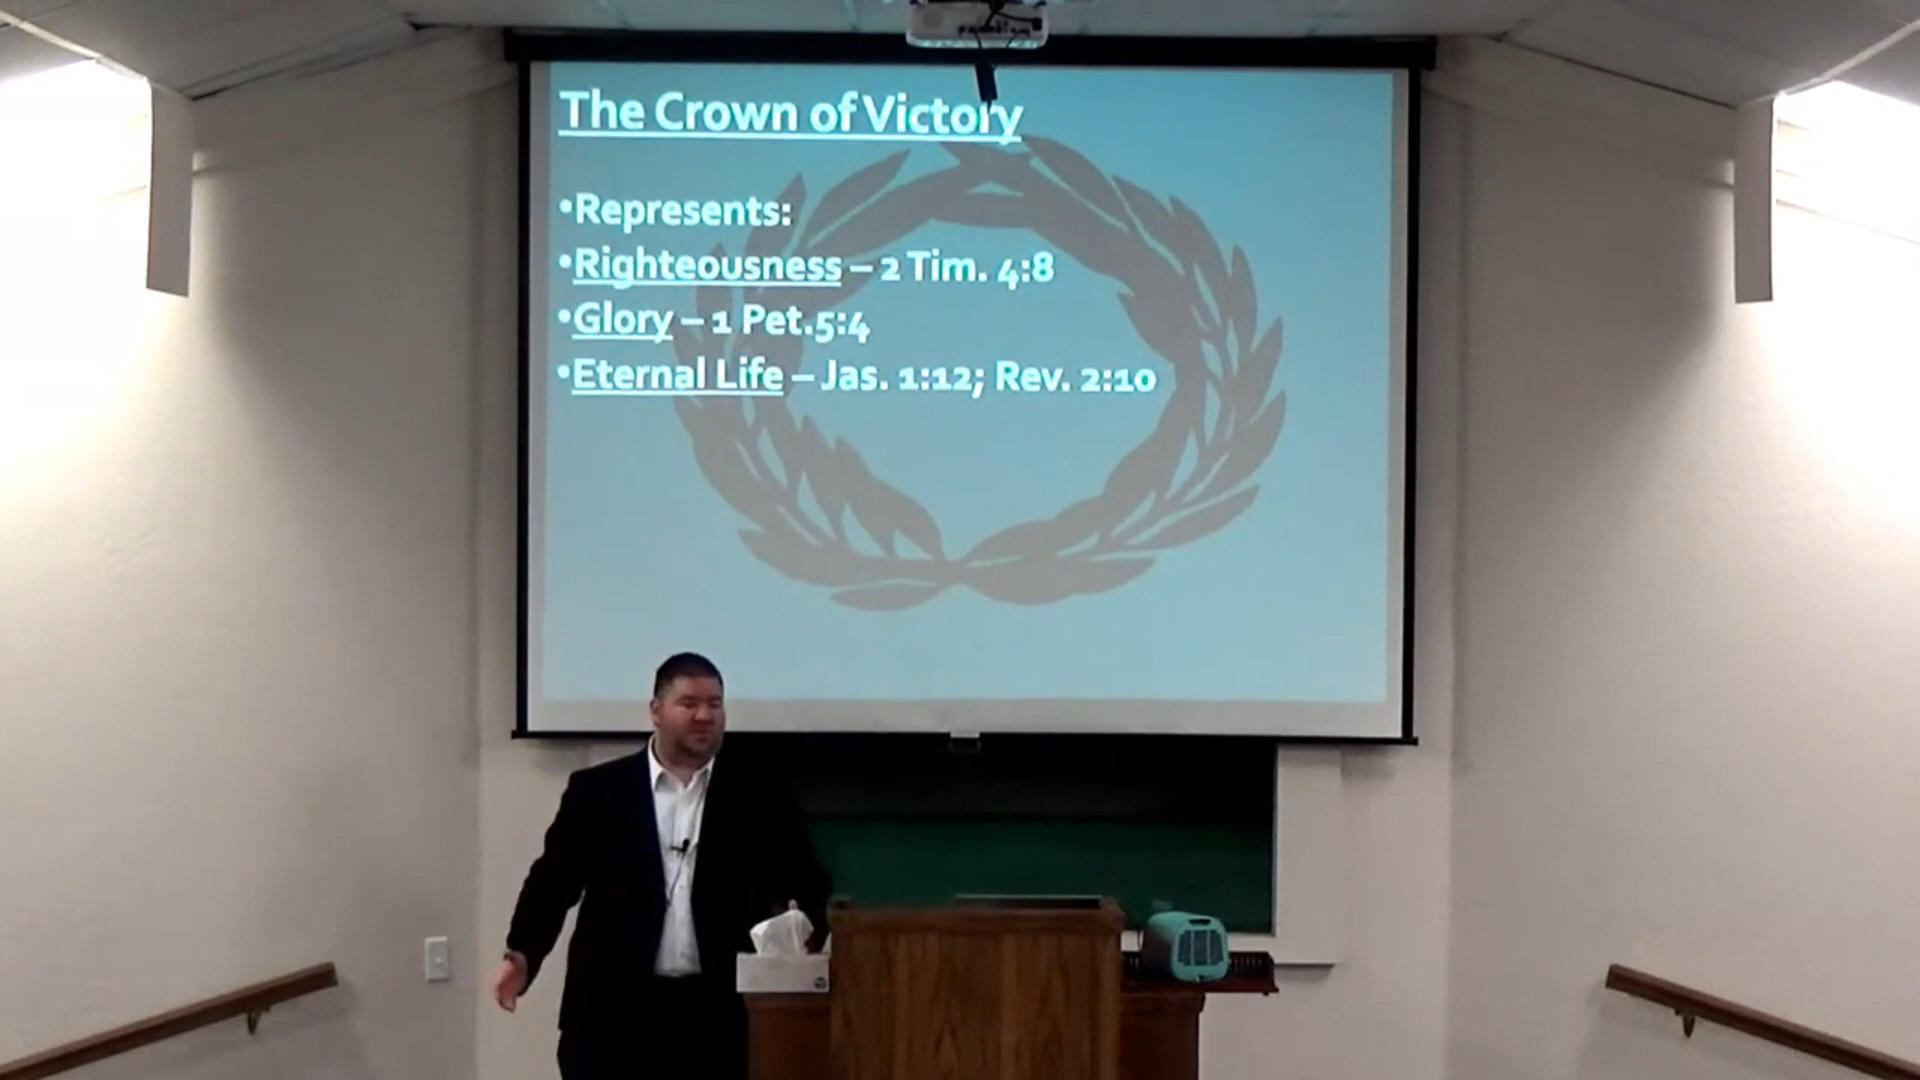 The Crown of Victory
•Represents:
•Righteousness – 2 Tim. 4:8
•Glory – 1 Pet.5:4
•Eternal Life – Jas. 1:12; Rev. 2:10